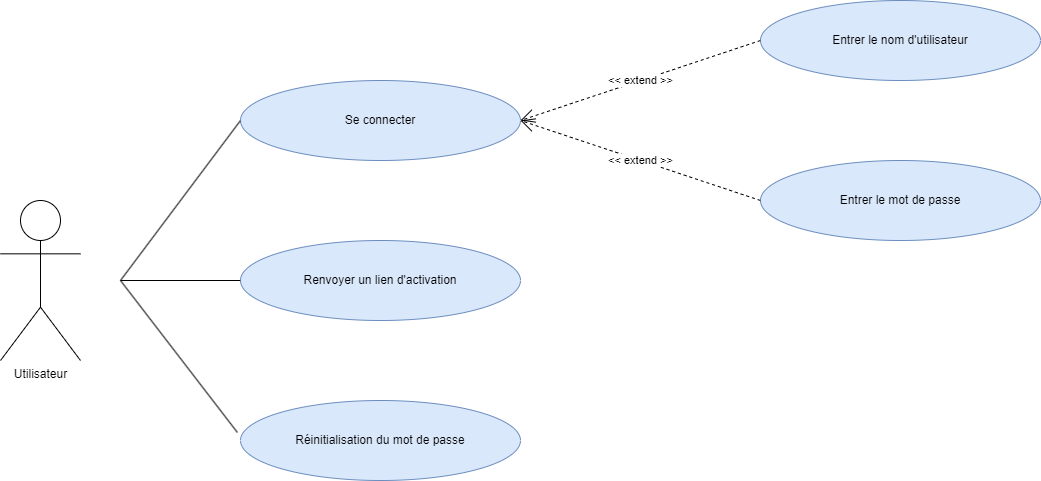 Entrer le nom d'utilisateur
<< extend >>
Se connecter
<< extend >>
Entrer le mot de passe
Renvoyer un lien d'activation
Utilisateur
Réinitialisation du mot de passe